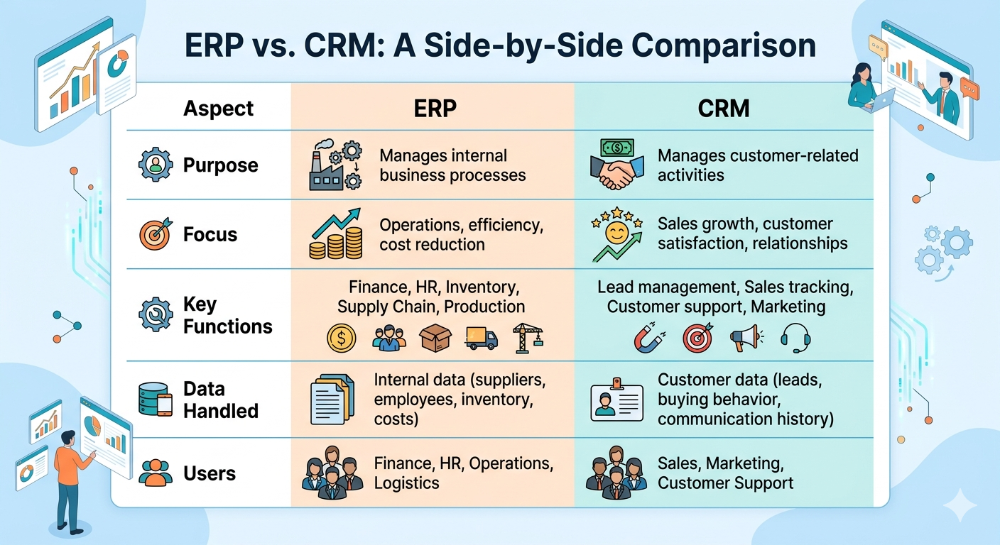 ERP vs. CRM: A Side-by-Side Comparison
Aspect
ERP
CRM
Purpose
Manages internal
business processes
$
Manages customer-related
activities
Focus
Operations, efficiency,
cost reduction
Sales growth, customer
satisfaction, relationships
Key
Functions
Finance, HR, Inventory,
Supply Chain, Production
$
Lead management, Sales tracking,
Customer support, Marketing
Data
Handled
Internal data (suppliers,
employees, inventory,
costs)
Customer data (leads,
buying behavior,
communication history)
Users
Finance, HR, Operations,
Logistics
Sales, Marketing,
Customer Support